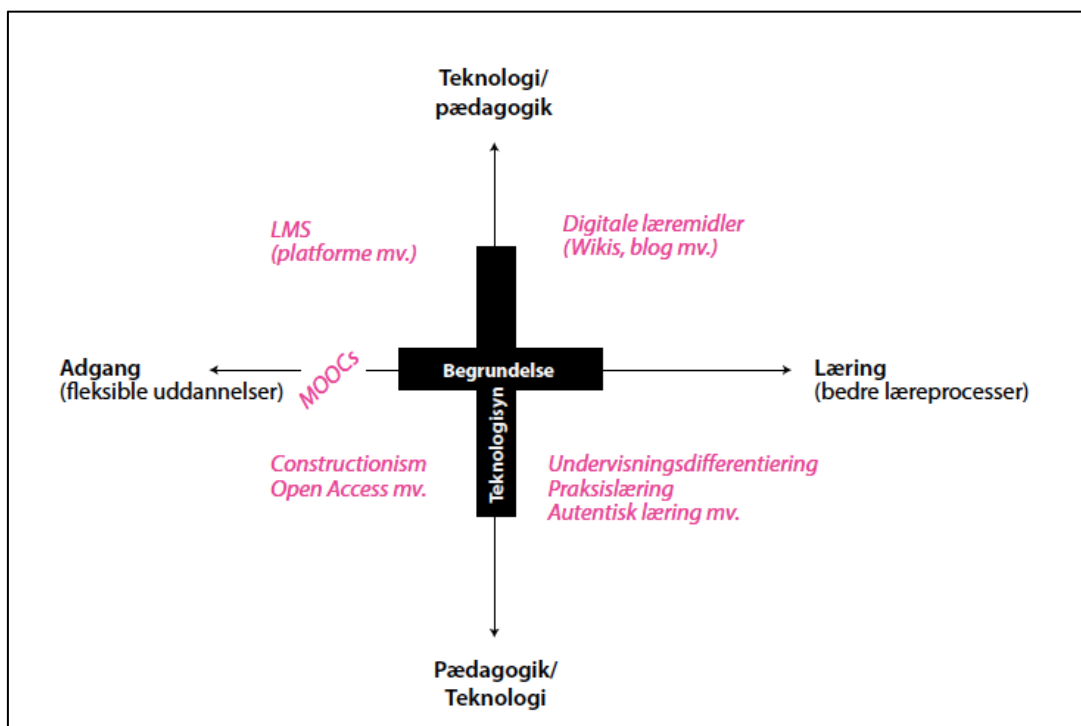 Teknologi/
pædagogik
LMS
(platforme mv.)
Digitale læremidler
(Wikis, blog mv.)
Adgang
(fleksible uddannelser)
MOOCs
Begrundelse
Læring
(bedre læreprocesser)
Teknologisyn
Constructionism
Open Access mv.
Undervisningsdifferentiering
Praksislæring
Autentisk læring mv.
Pædagogik/
Teknologi